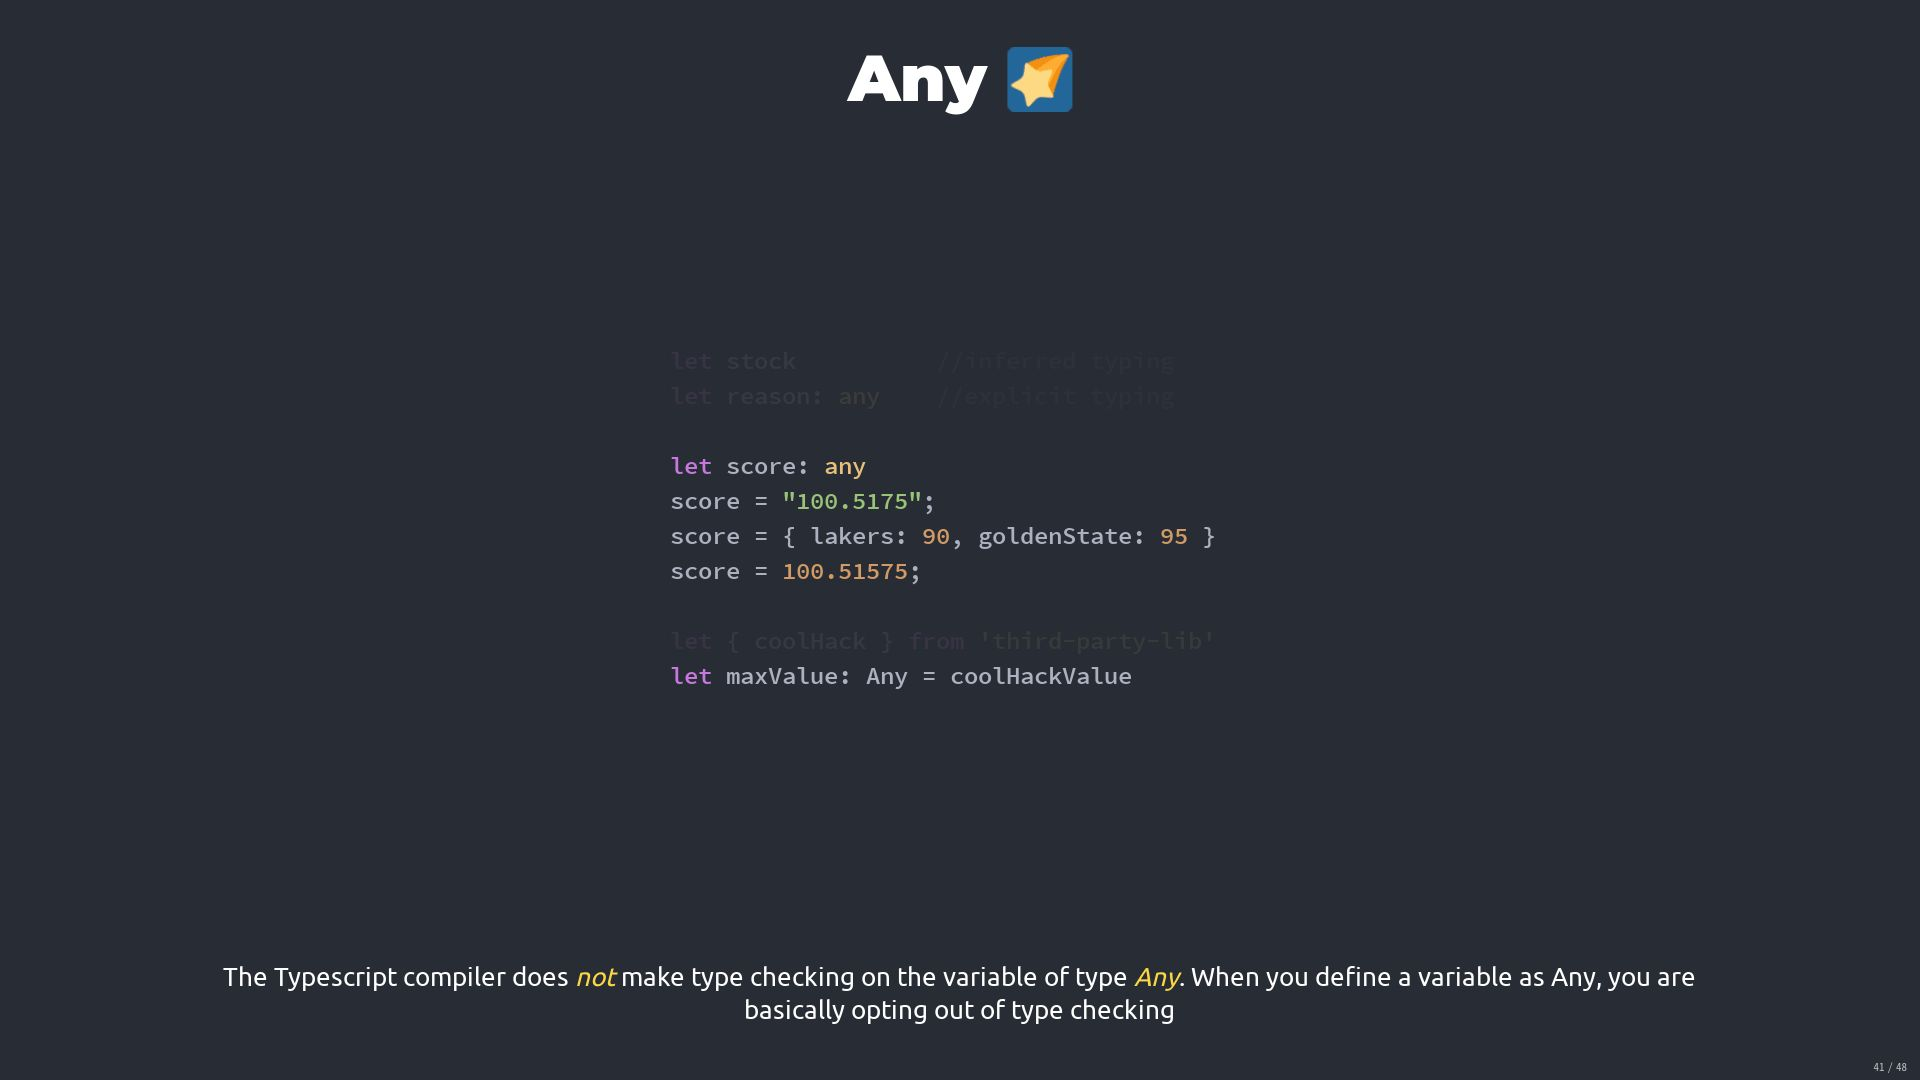 Any
let stock //inferred typing
let reason: any //explicit typing
let score: any
score = "100.5175";
score = { lakers: 90, goldenState: 95 }
score = 100.51575;
let { coolHack } from 'third-party-lib'
let maxValue: Any = coolHackValue
The Typescript compiler does not make type checking on the variable of type Any. When you define a variable as Any, you are
basically opting out of type checking
41 / 48